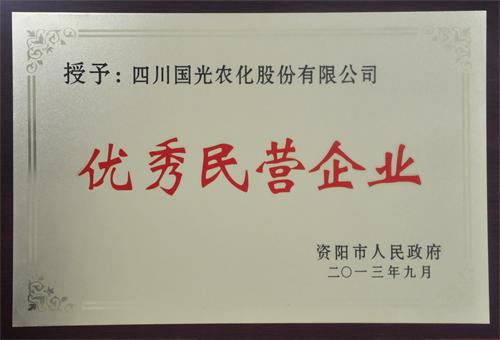 授予：四川国光农化股份有限公司
优秀民营企业
资阳市人民政府
二〇一三年九月